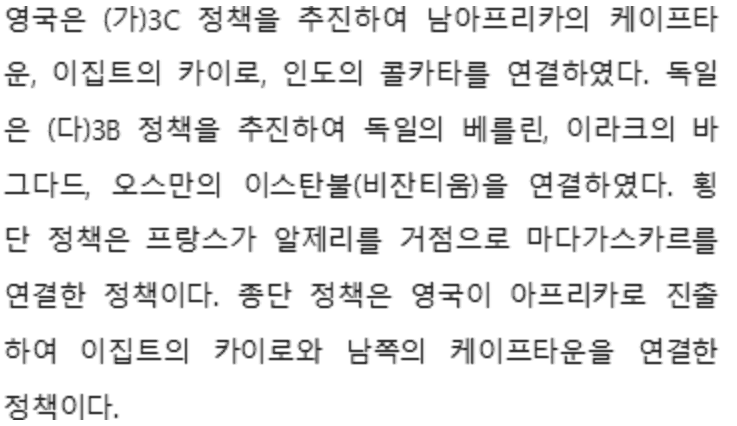 영국은 (가)3C 정책을 추진하여 남아프리카의 케이프타
운, 이집트의 카이로, 인도의 콜카타를 연결하였다. 독일
은 (다)3B 정책을 추진하여 독일의 베를린, 이라크의 바
그다드, 오스만의 이스탄불(비잔티움)을 연결하였다. 횡
단 정책은 프랑스가 알제리를 거점으로 마다가스카르를
연결한 정책이다. 종단 정책은 영국이 아프리카로 진출
하여 이집트의 카이로와 남쪽의 케이프타운을 연결한
정책이다.